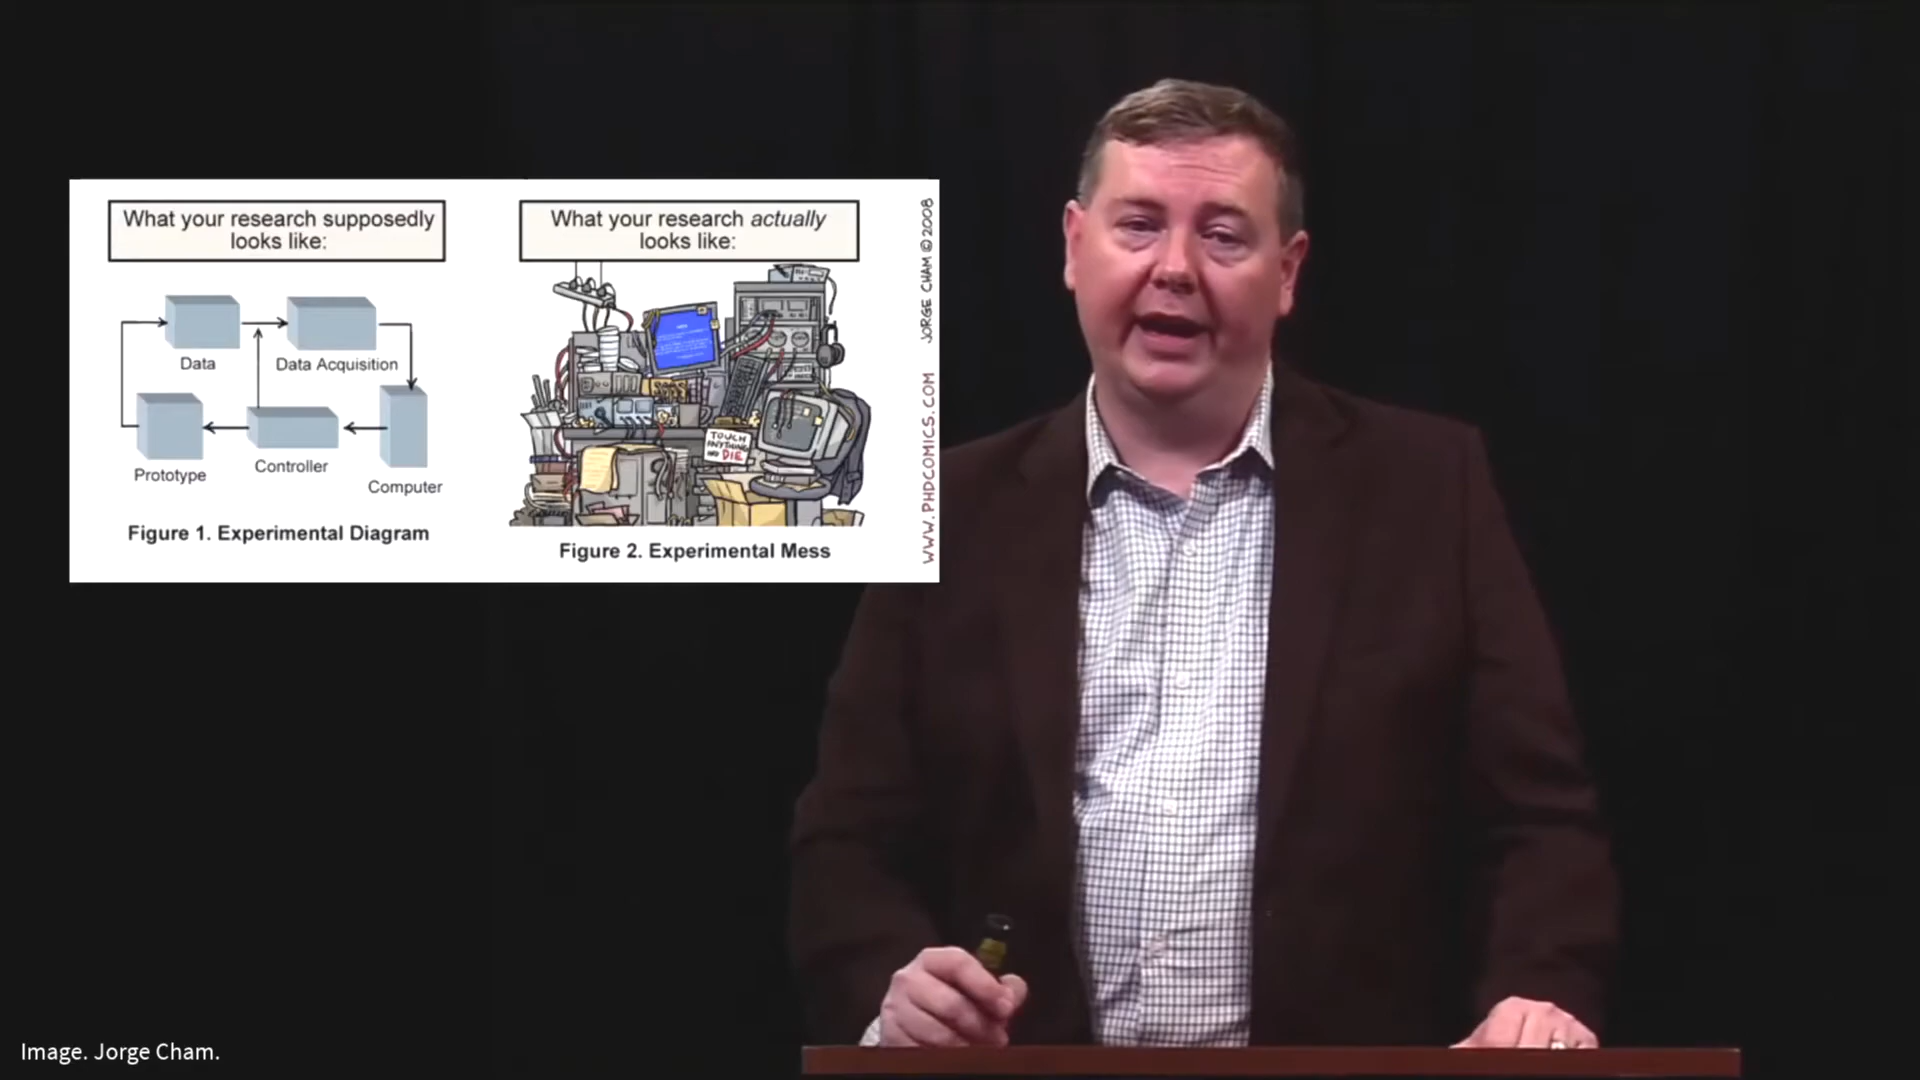 What your research supposedly
looks like:
Data
Data Acquisition
Prototype
Controller
Computer
Figure 1. Experimental Diagram
What your research actually
looks like:
TOUCH
ANYTHING
AND DIE
Figure 2. Experimental Mess
WWW.PHDCOMICS.COM
JORGE CHAM © 2008
Image. Jorge Cham.